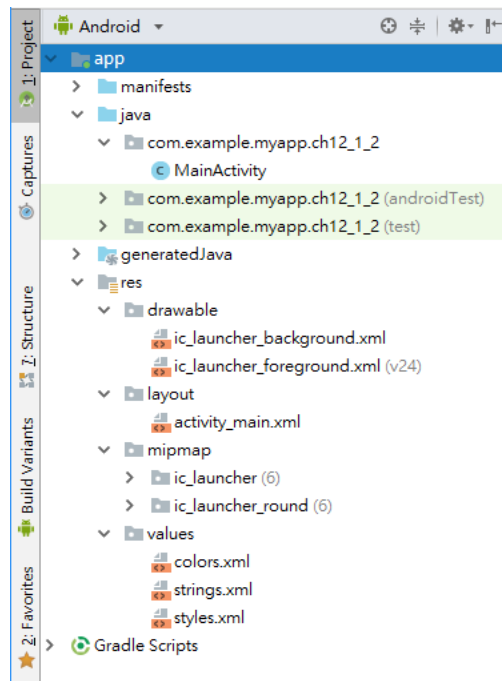 Android
app
manifests
java
com.example.myapp.ch12_1_2
MainActivity
com.example.myapp.ch12_1_2 (androidTest)
com.example.myapp.ch12_1_2 (test)
generatedJava
res
drawable
ic_launcher_background.xml
ic_launcher_foreground.xml (v24)
layout
activity_main.xml
mipmap
ic_launcher (6)
ic_launcher_round (6)
values
colors.xml
strings.xml
styles.xml
Gradle Scripts
1: Project
Captures
7: Structure
Build Variants
2: Favorites